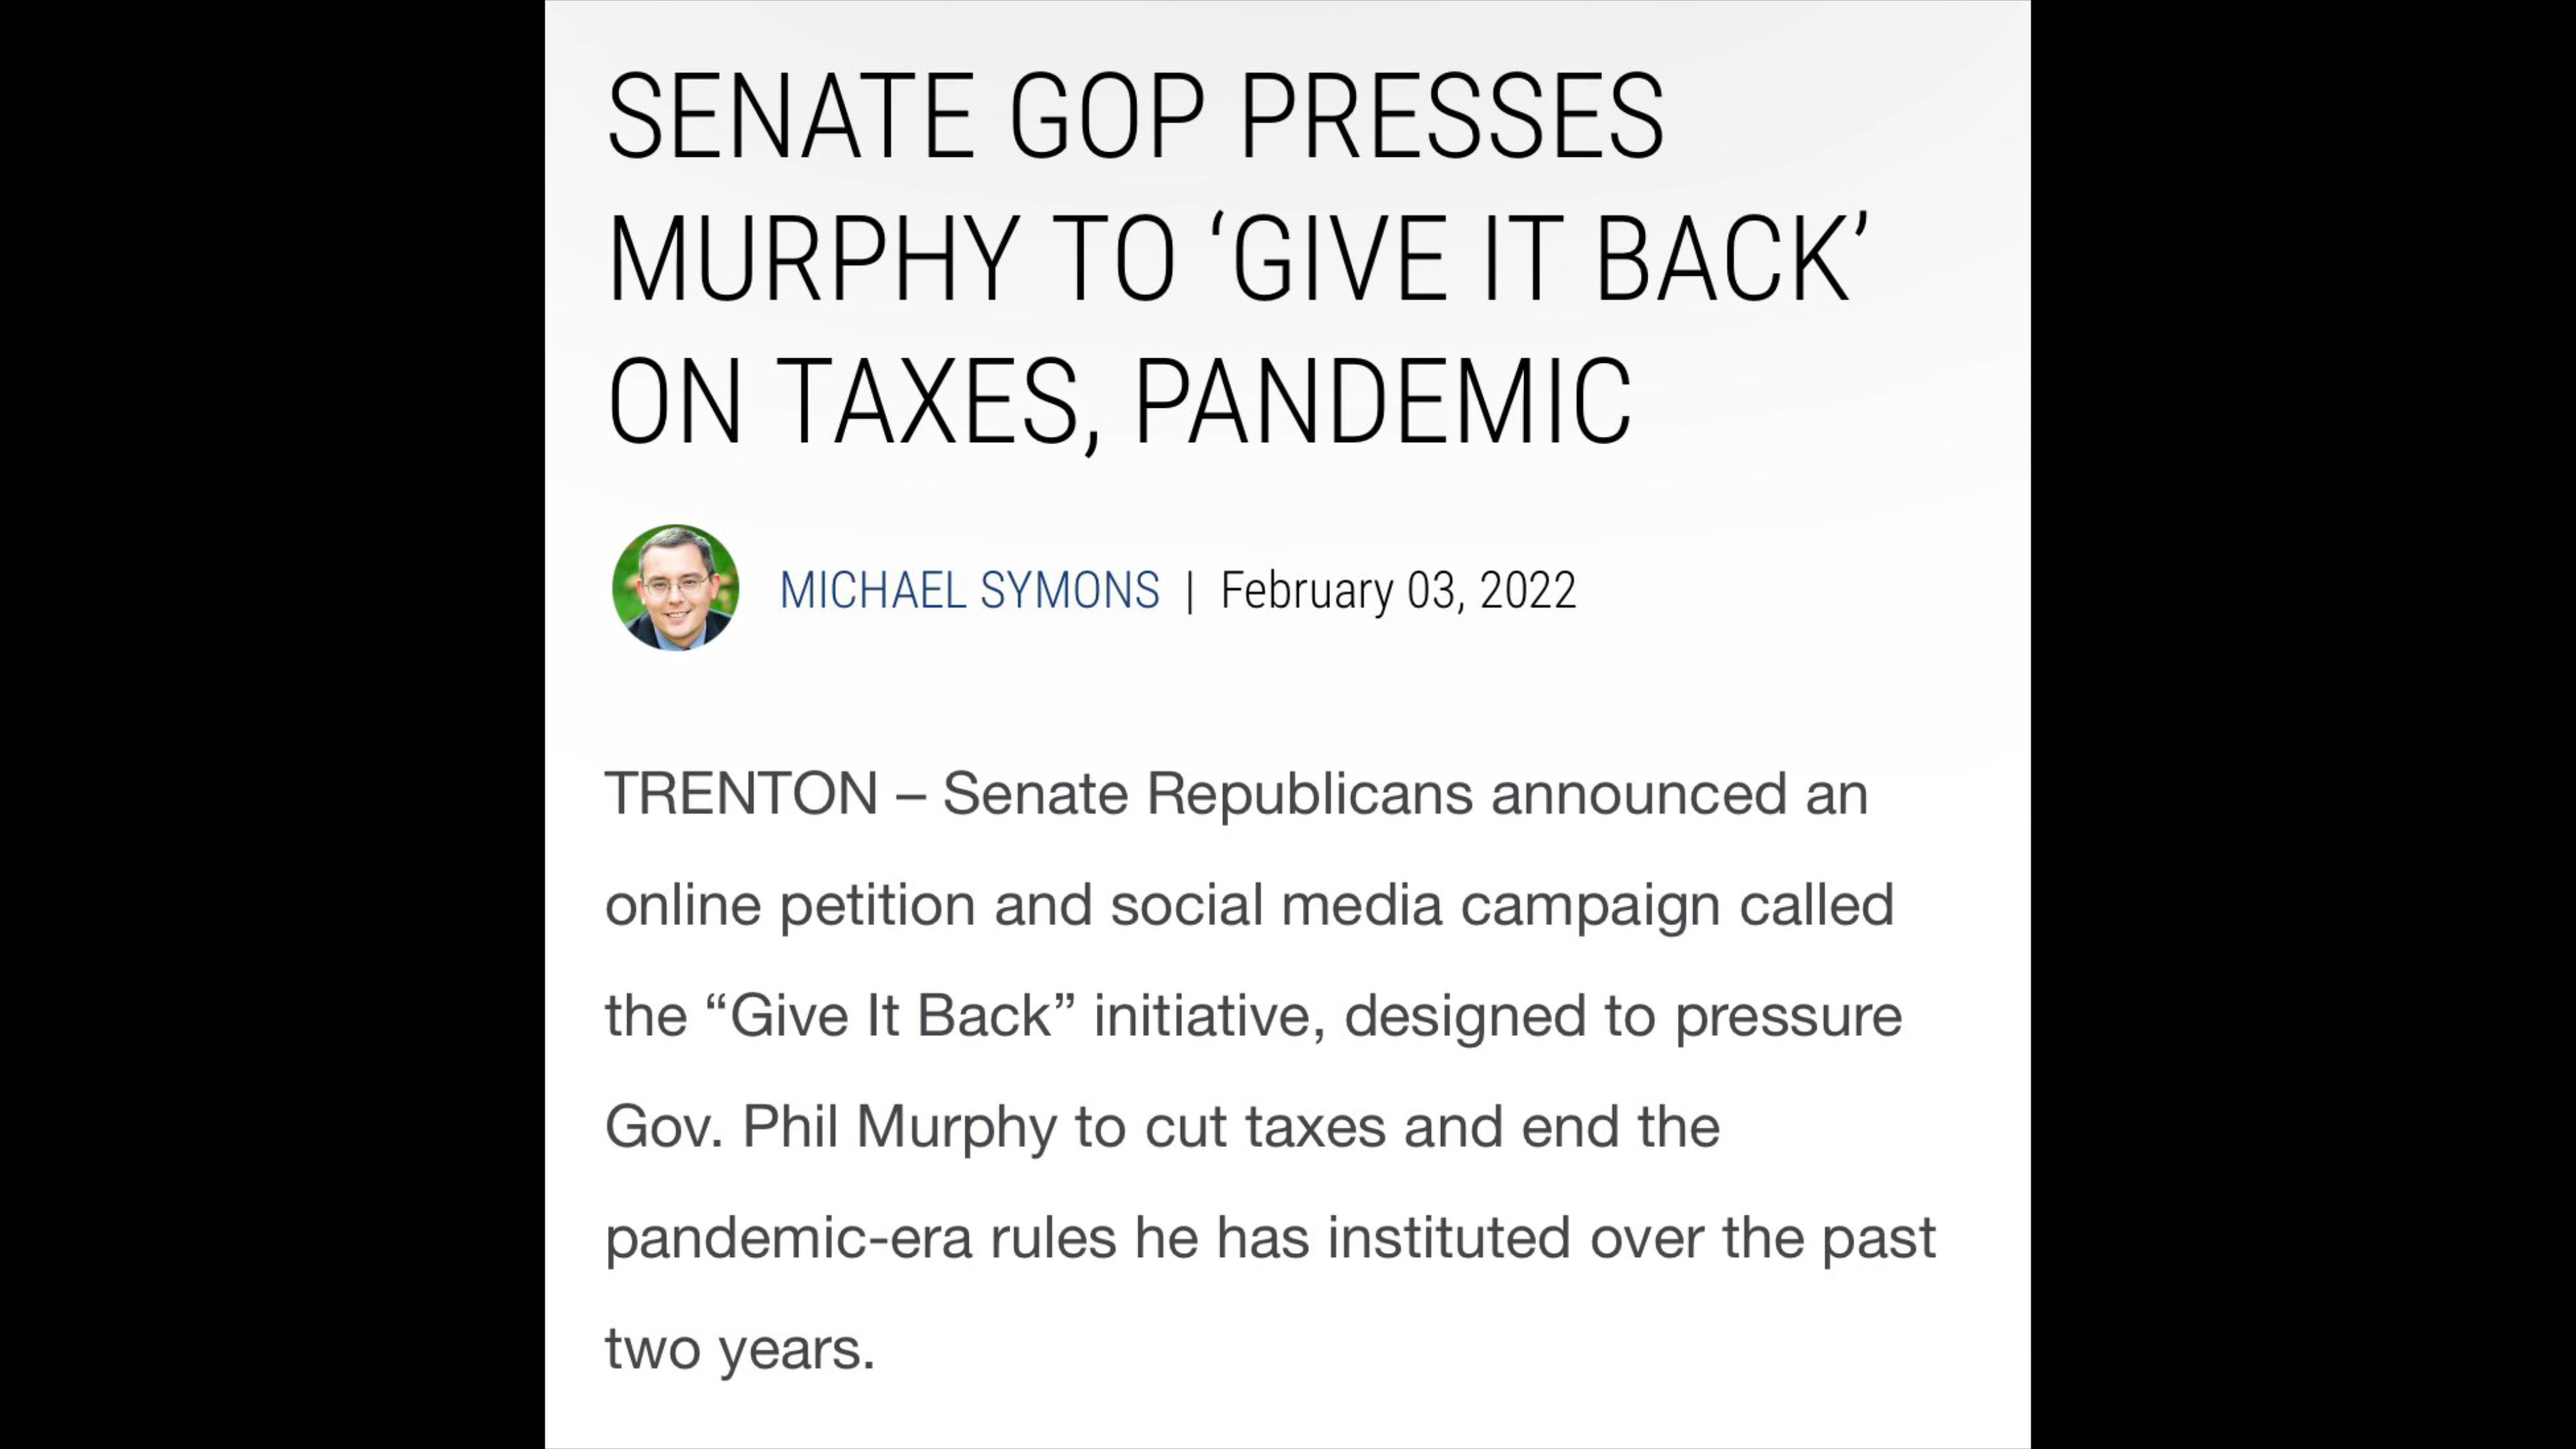 SENATE GOP PRESSES
MURPHY TO ‘GIVE IT BACK’
ON TAXES, PANDEMIC
MICHAEL SYMONS | February 03, 2022
TRENTON – Senate Republicans announced an
online petition and social media campaign called
the “Give It Back” initiative, designed to pressure
Gov. Phil Murphy to cut taxes and end the
pandemic-era rules he has instituted over the past
two years.